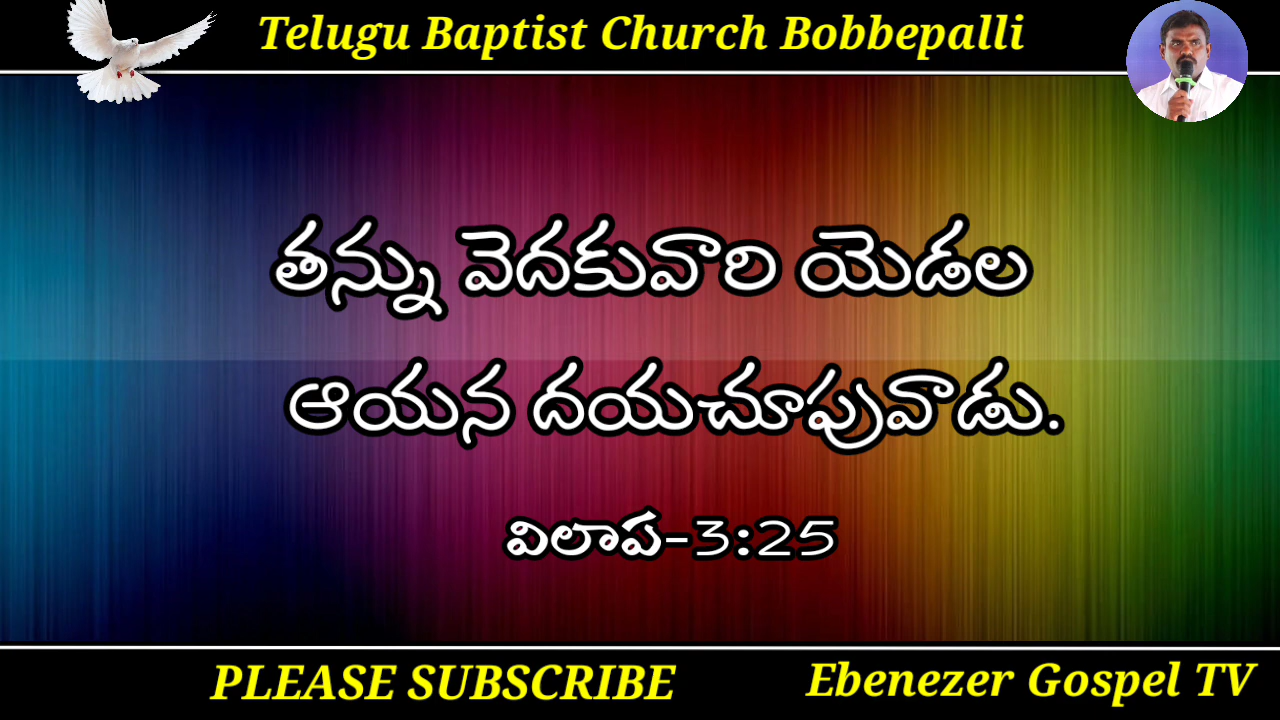 Telugu Baptist Church Bobbepalli
తన్ను వెదకువారి యెడల
ఆయన దయచూపువాడు.
విలాప-3:25
PLEASE SUBSCRIBE
Ebenezer Gospel TV